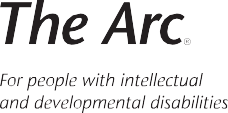 The Arc®
For people with intellectual
and developmental disabilities